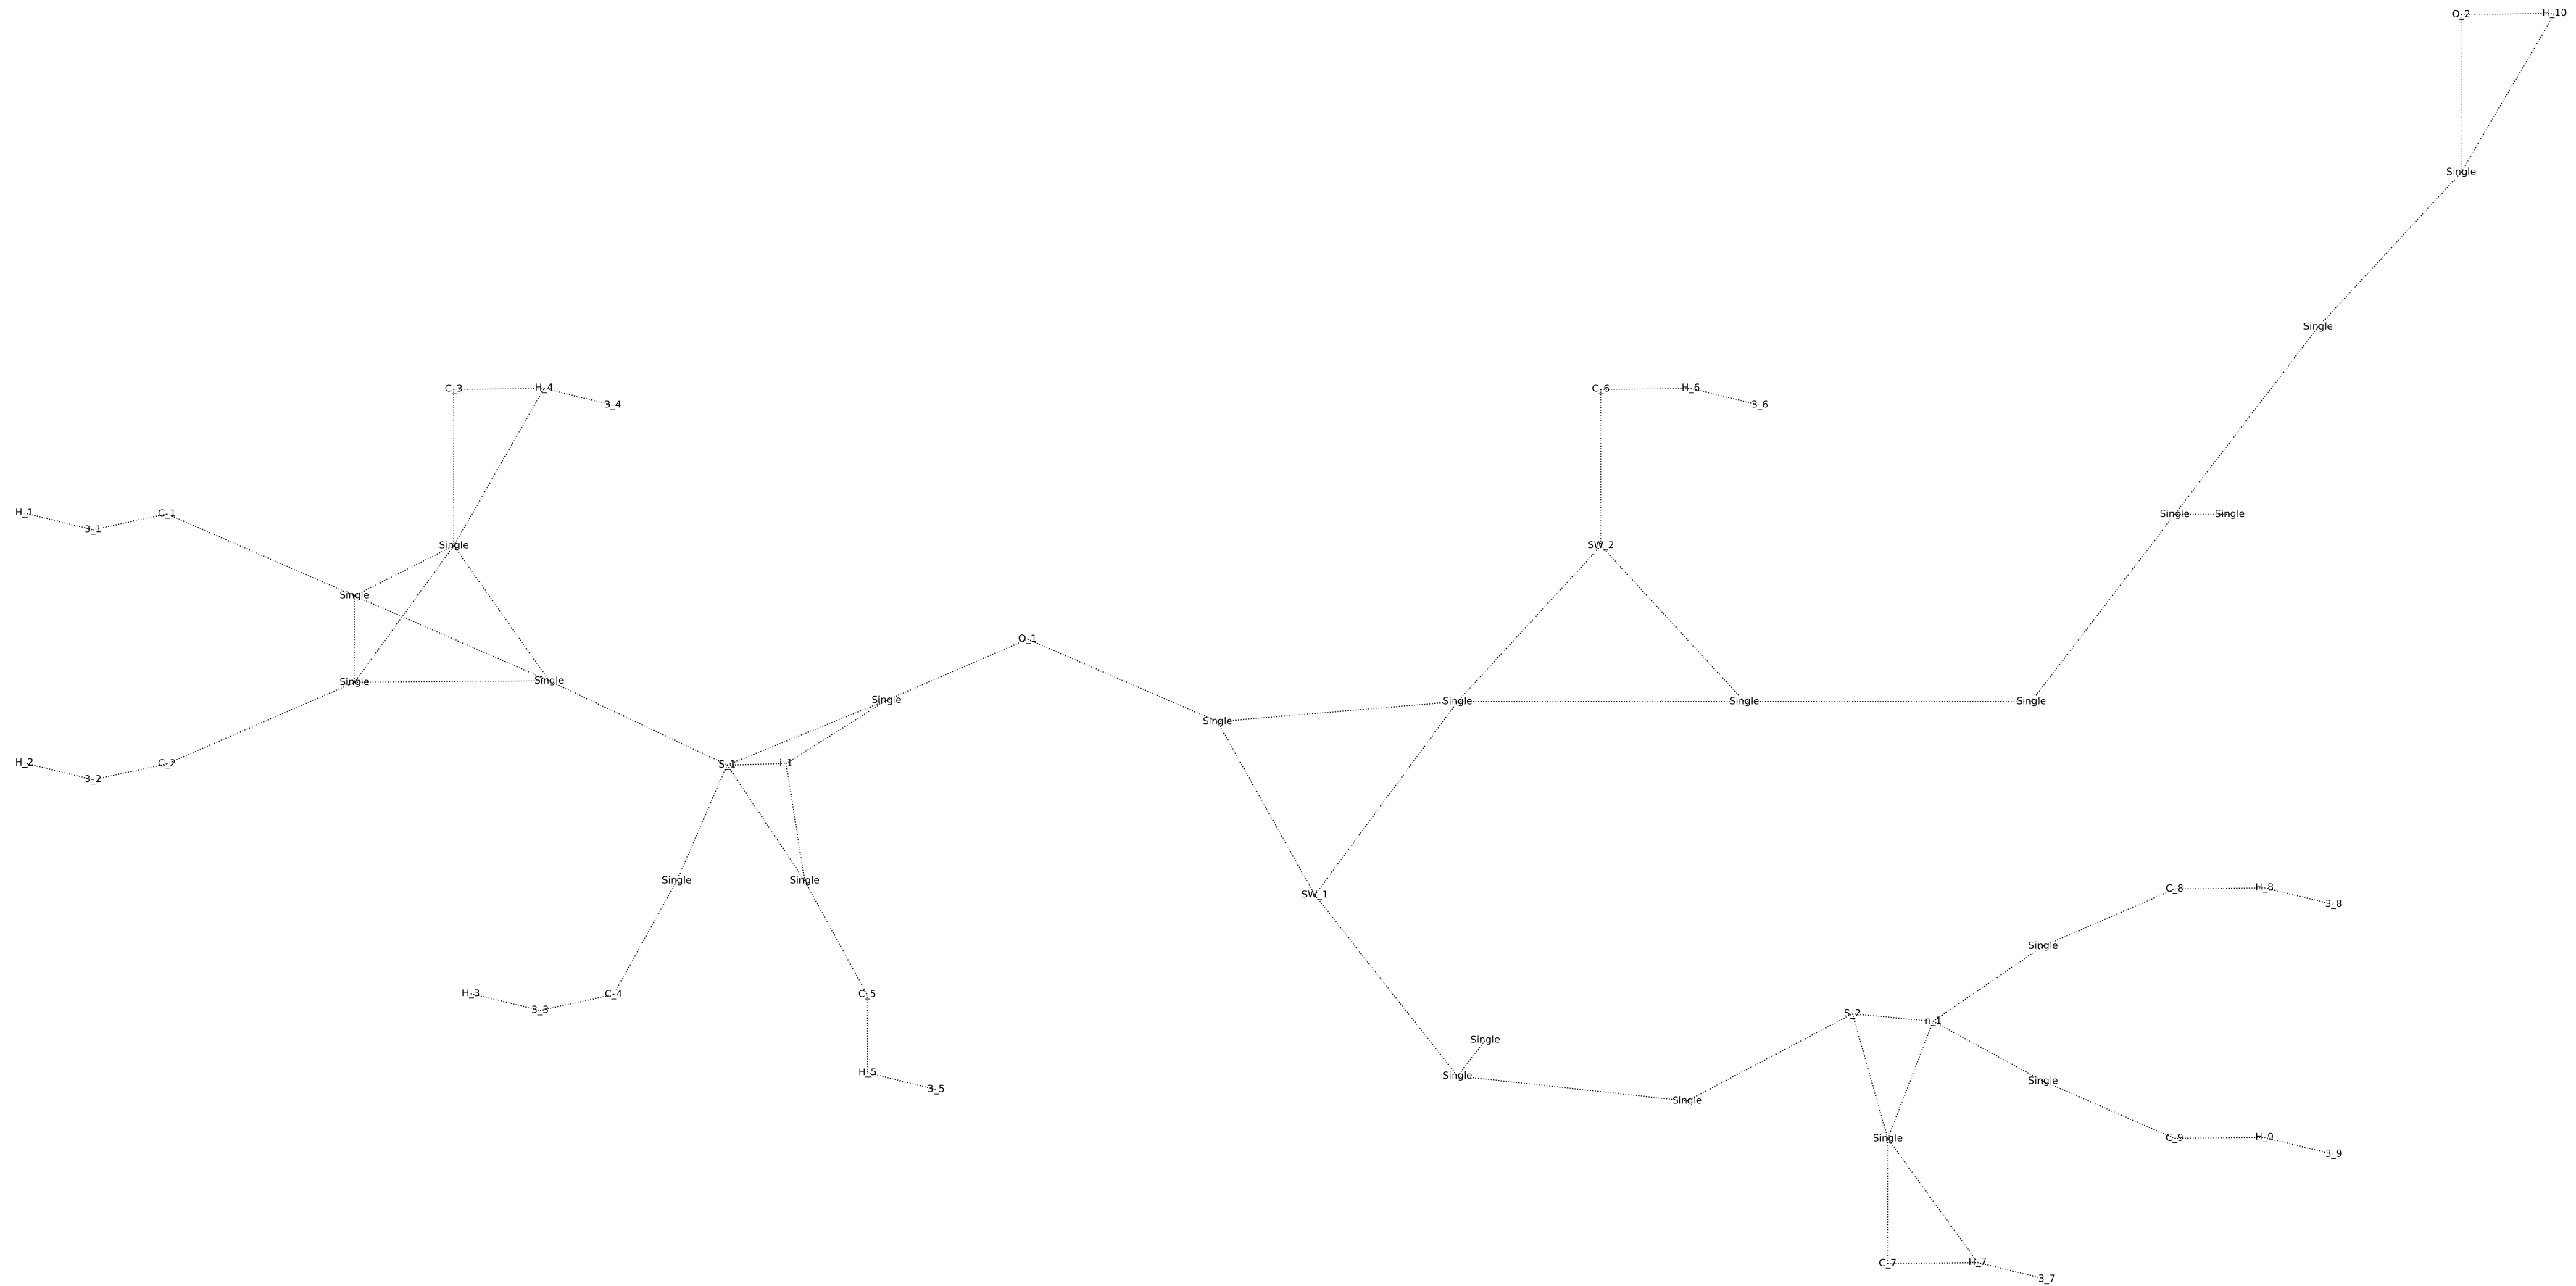 O_2 H_10
Single
Single
C_3 H_4 3_4
C_6 H_6 3_6
H_1 3_1 C_1
Single Single
Single
SW_2
Single
O_1
Single Single
Single
Single
Single Single Single
H_2 3_2 C_2
S_1 i_1
Single Single
SW_1
C_8 H_8 3_8
Single
H_3 3_3 C_4
C_5
S_2 n_1
Single
H_5 3_5
Single
Single
Single
Single
C_9 H_9 3_9
C_7 H_7 3_7